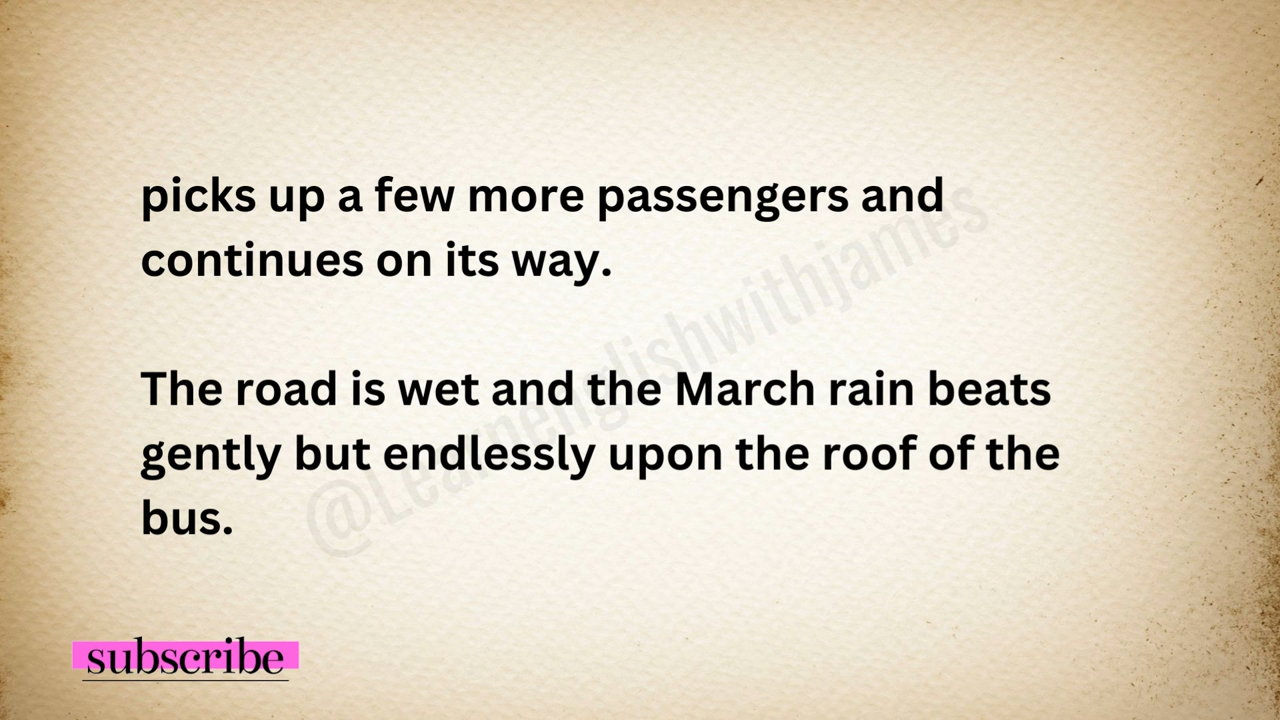 picks up a few more passengers and
continues on its way.
The road is wet and the March rain beats
gently but endlessly upon the roof of the
bus.
@Learnenglishwithjames
subscribe